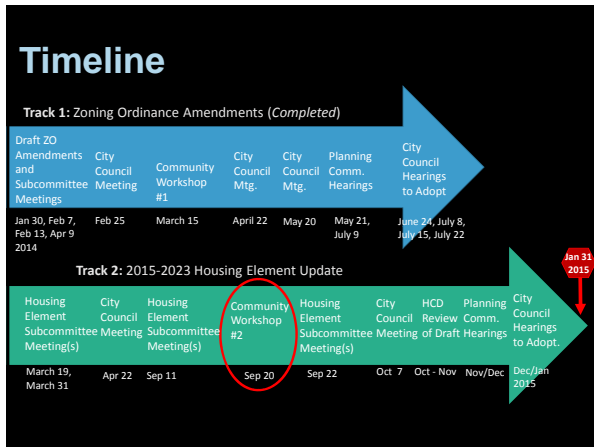 Timeline
Track 1: Zoning Ordinance Amendments (Completed)
Draft ZO
Amendments
and
Subcommittee
Meetings
City
Council
Meeting
Community
Workshop
#1
City
Council
Mtg.
City
Council
Mtg.
Planning
Comm.
Hearings
City
Council
Hearings
to Adopt
Jan 30, Feb 7,
Feb 13, Apr 9
2014
Feb 25
March 15
April 22
May 20
May 21,
July 9
June 24, July 8,
July 15, July 22
Jan 31
2015
Track 2: 2015-2023 Housing Element Update
Housing
Element
Subcommittee
Meeting(s)
City
Council
Meeting
Housing
Element
Subcommittee
Meeting(s)
Community
Workshop
#2
Housing
Element
Subcommittee
Meeting(s)
City
Council
Meeting
HCD
Review
of Draft
Planning
Comm.
Hearings
City
Council
Hearings
to Adopt.
March 19,
March 31
Apr 22
Sep 11
Sep 20
Sep 22
Oct 7
Oct - Nov
Nov/Dec
Dec/Jan
2015